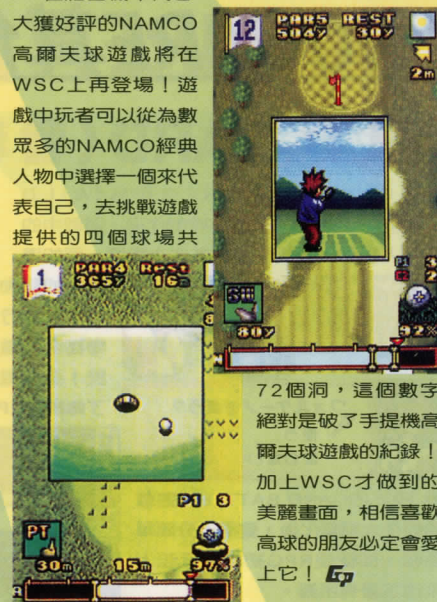 大獲好評的NAMCO
高爾夫球遊戲將在
WSC上再登場！遊
戲中玩者可以從為數
眾多的NAMCO經典
人物中選擇一個來代
表自己，去挑戰遊戲
提供的四個球場共
72個洞，這個數字
絕對是破了手提機高
爾夫球遊戲的紀錄！
加上WSC才做到的
美麗畫面，相信喜歡
高球的朋友必定會愛
上它！
12 PAR5 REST
504y 30y
2m
P1 3
2
SW
80y 92%
1 PAR4 Rest
365y 16m
P1 3
PT
30m 15m 97%